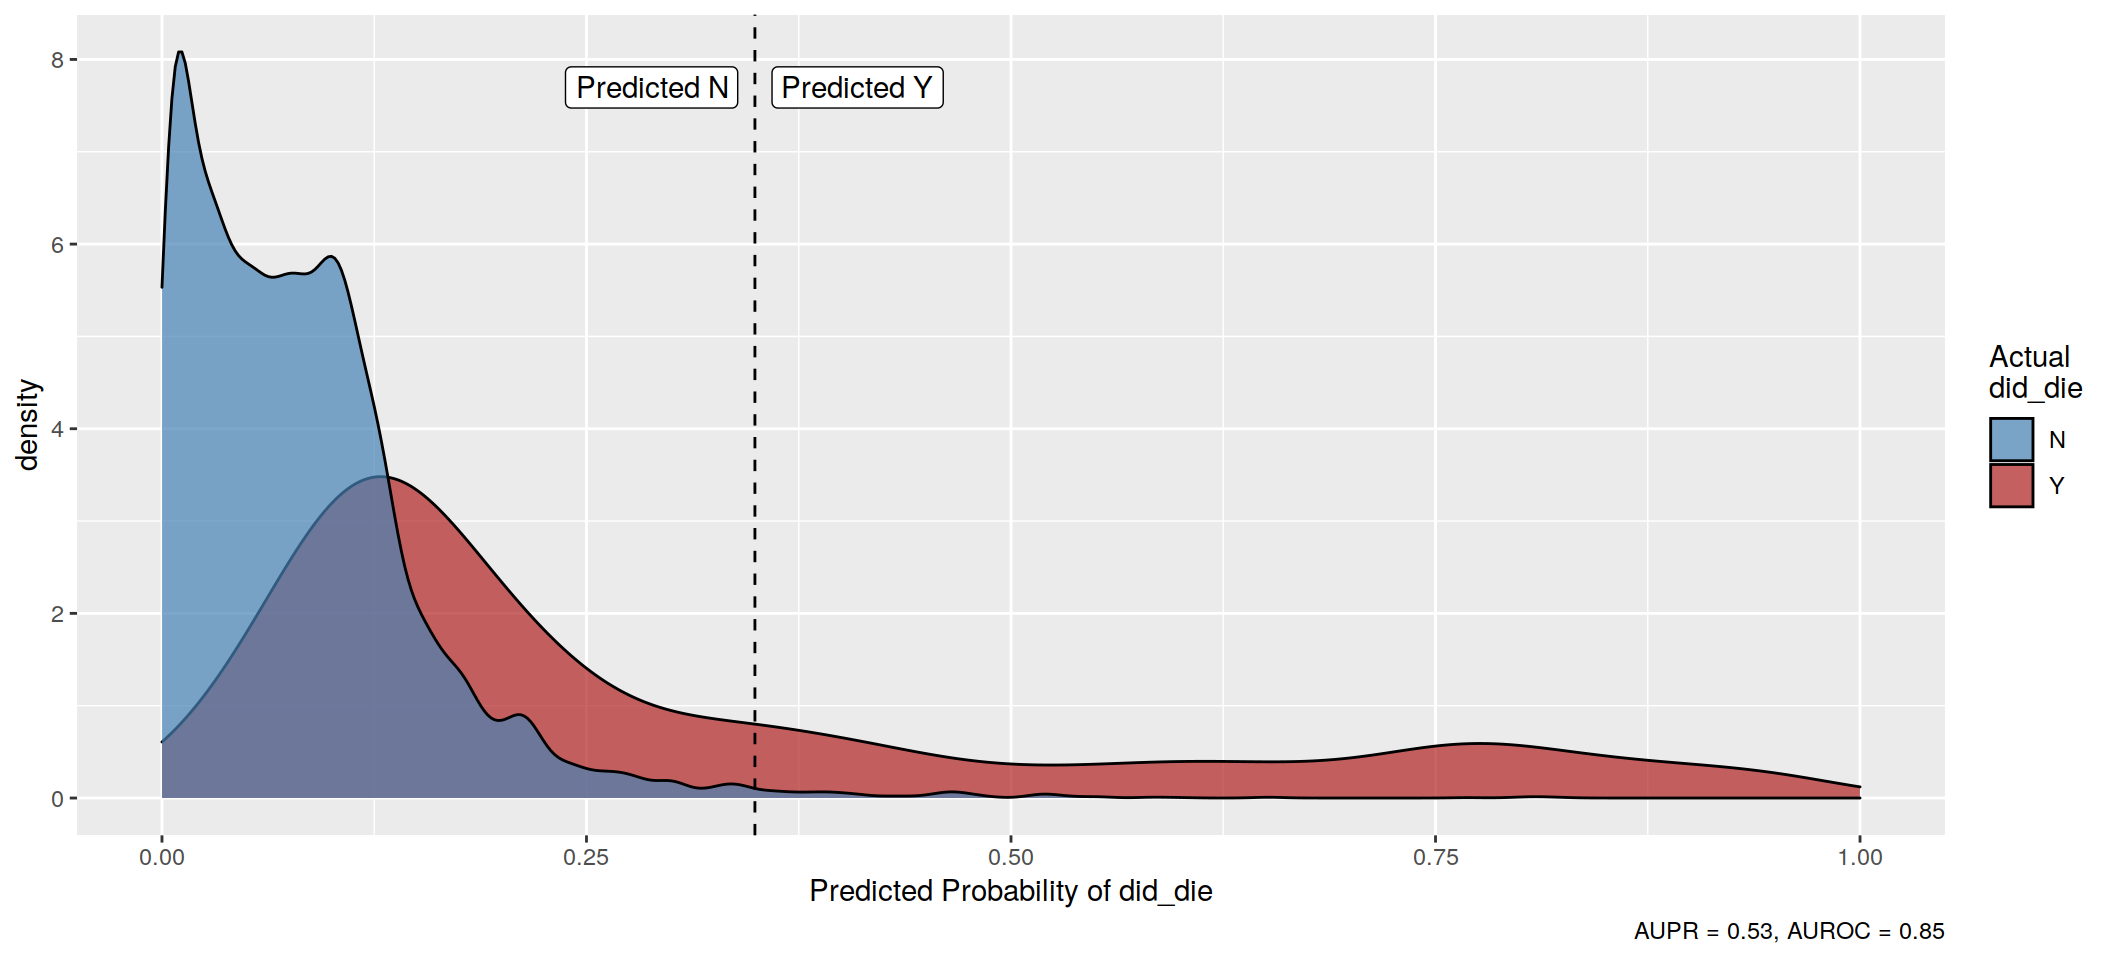 8
6
4
2
0
density
Predicted N
Predicted Y
0.00
0.25
0.50
0.75
1.00
Predicted Probability of did_die
Actual
did_die
N
Y
AUPR = 0.53, AUROC = 0.85